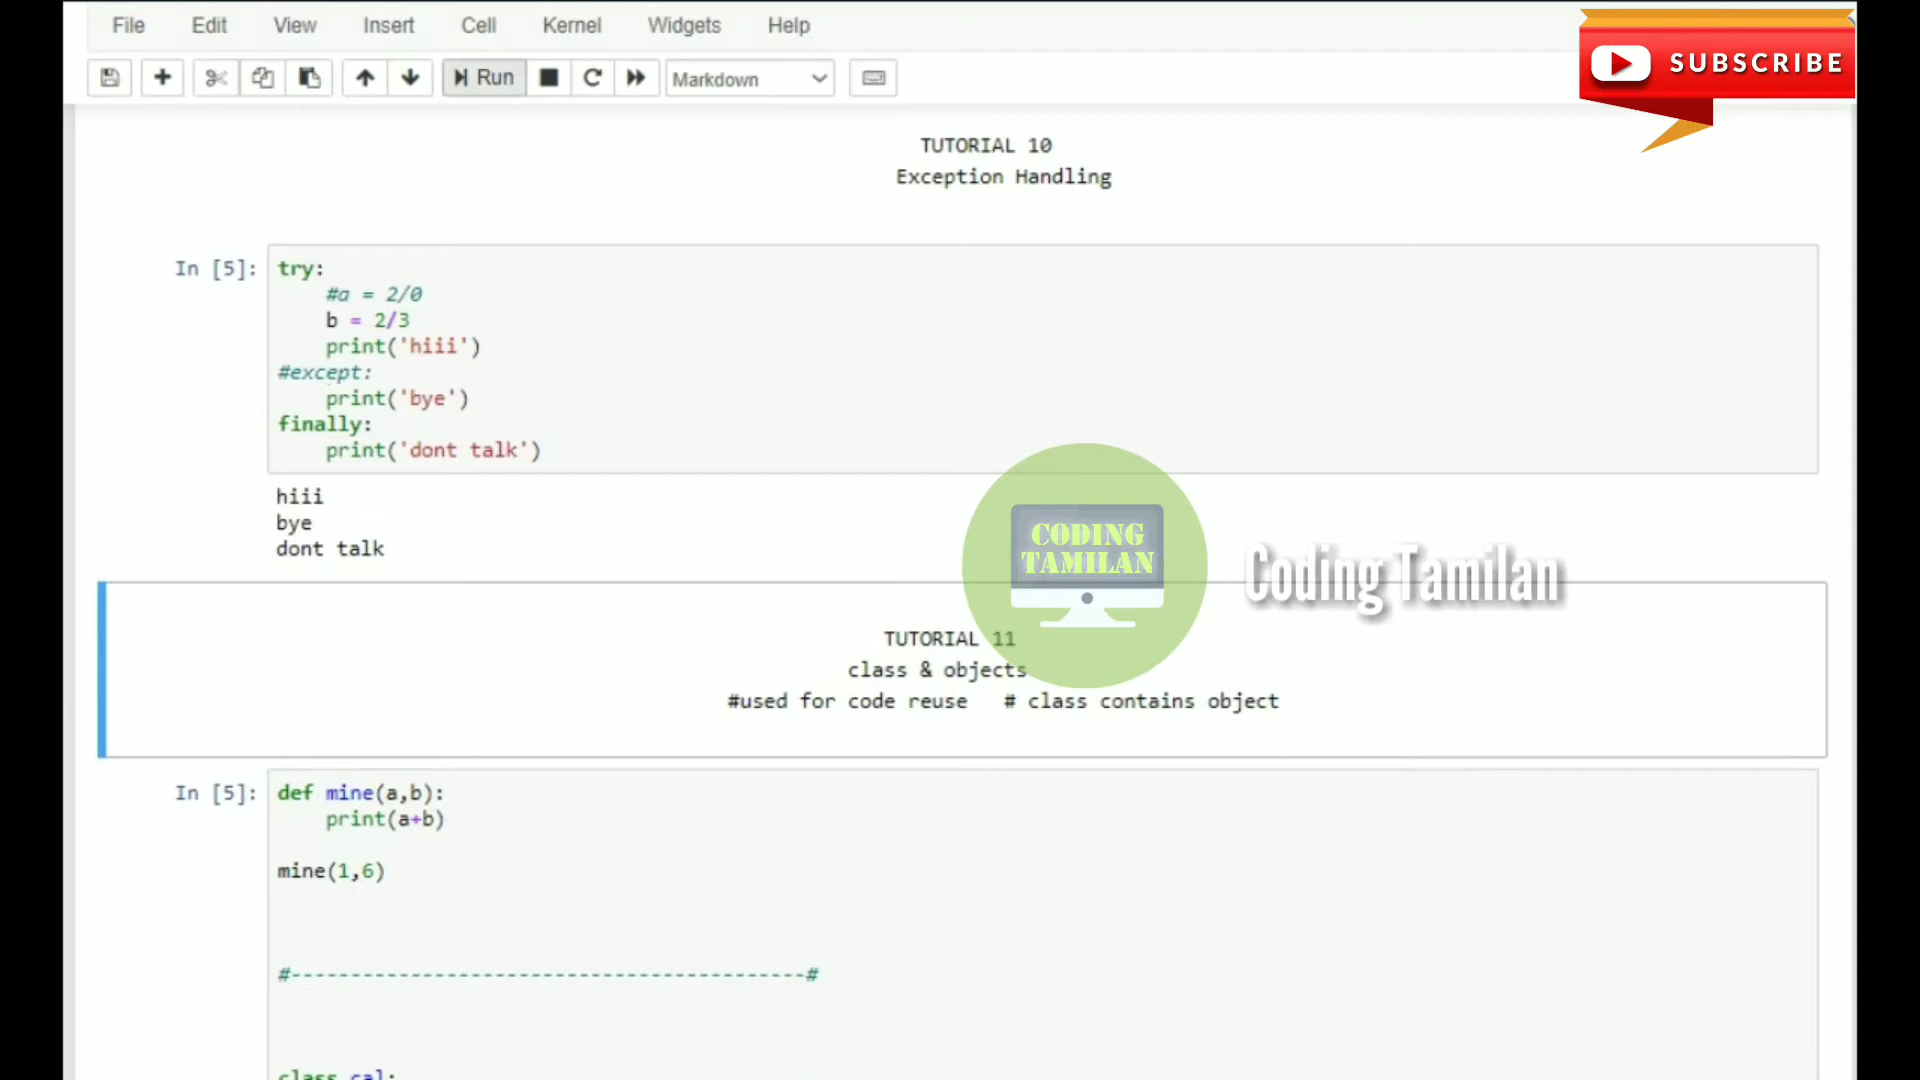 File Edit View Insert Cell Kernel Widgets Help
SUBSCRIBE
Run Markdown
TUTORIAL 10
Exception Handling
In [5]: try:
#a = 2/0
b = 2/3
print('hiii')
#except:
print('bye')
finally:
print('dont talk')
hiii
bye
dont talk
CODING
TAMILAN
Coding Tamilan
TUTORIAL 11
class & objects
#used for code reuse # class contains object
In [5]: def mine(a,b):
print(a+b)
mine(1,6)
#-------------------------------------------#
class cal: